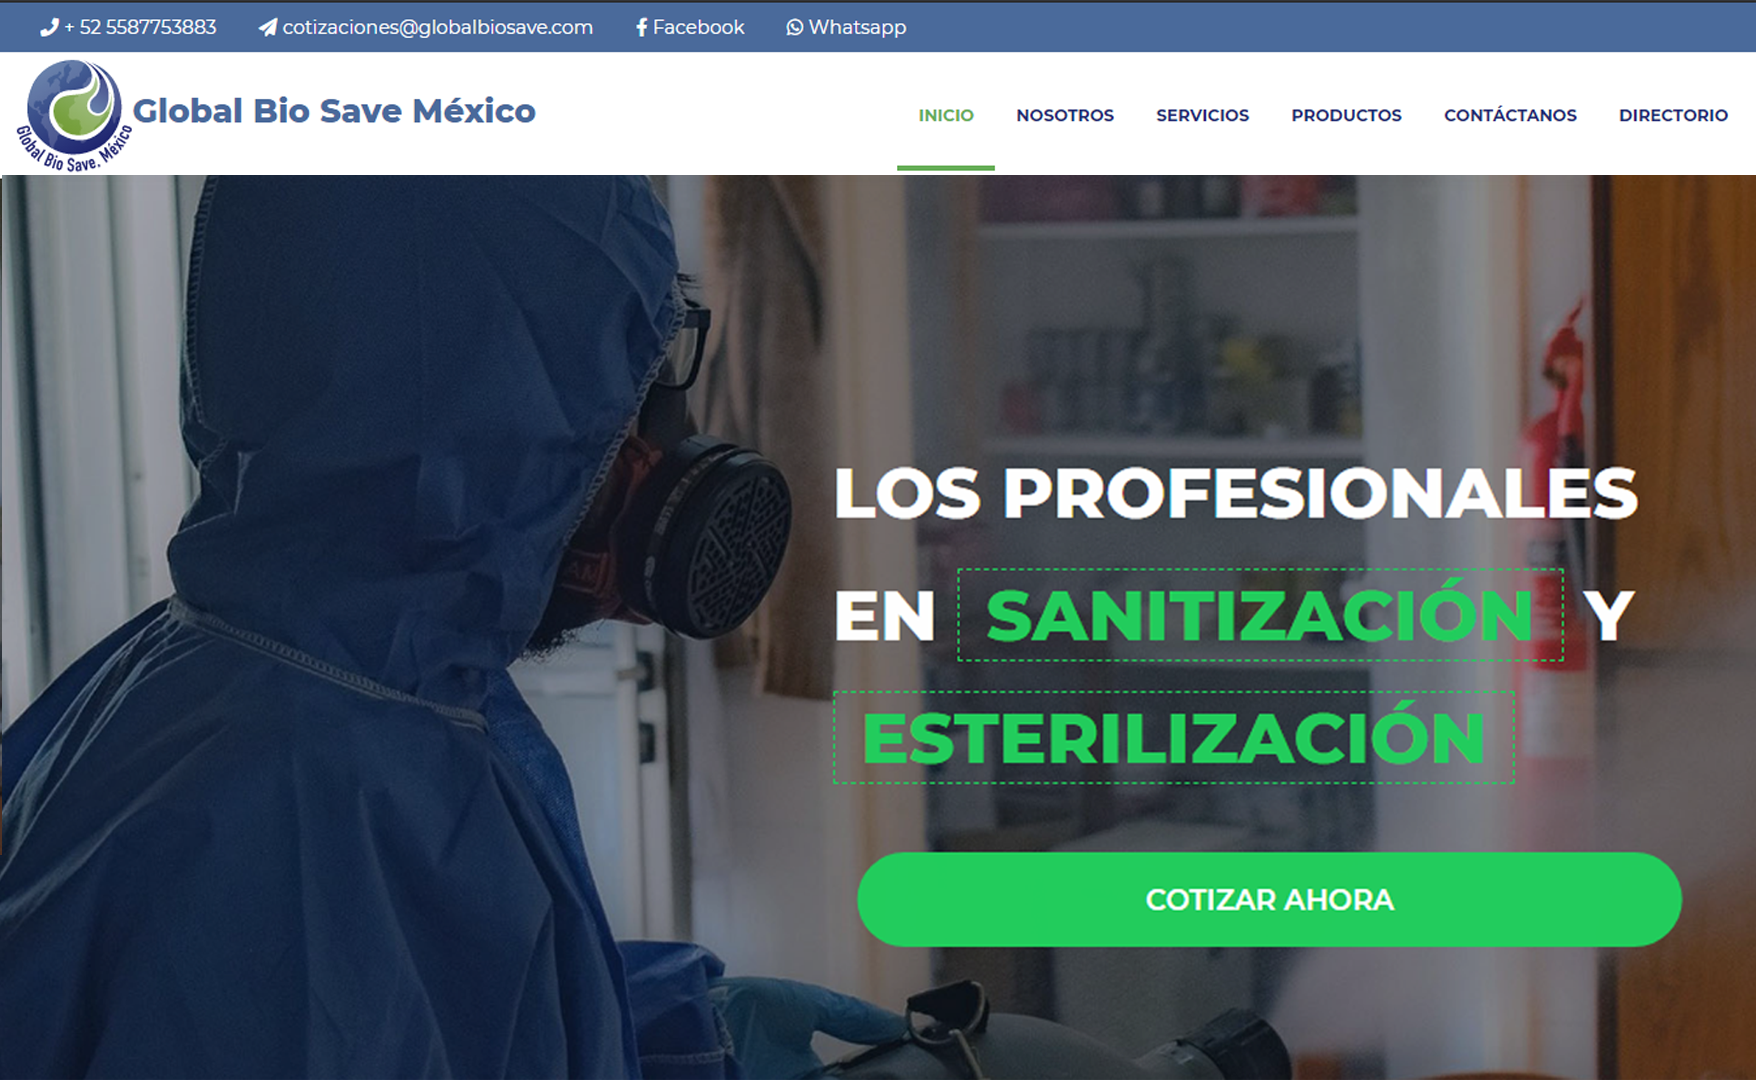 + 52 5587753883 cotizaciones@globalbiosave.com Facebook Whatsapp
Global Bio Save. México
Global Bio Save México
INICIO NOSOTROS SERVICIOS PRODUCTOS CONTÁCTANOS DIRECTORIO
LOS PROFESIONALES
EN SANITIZACIÓN Y
ESTERILIZACIÓN
COTIZAR AHORA